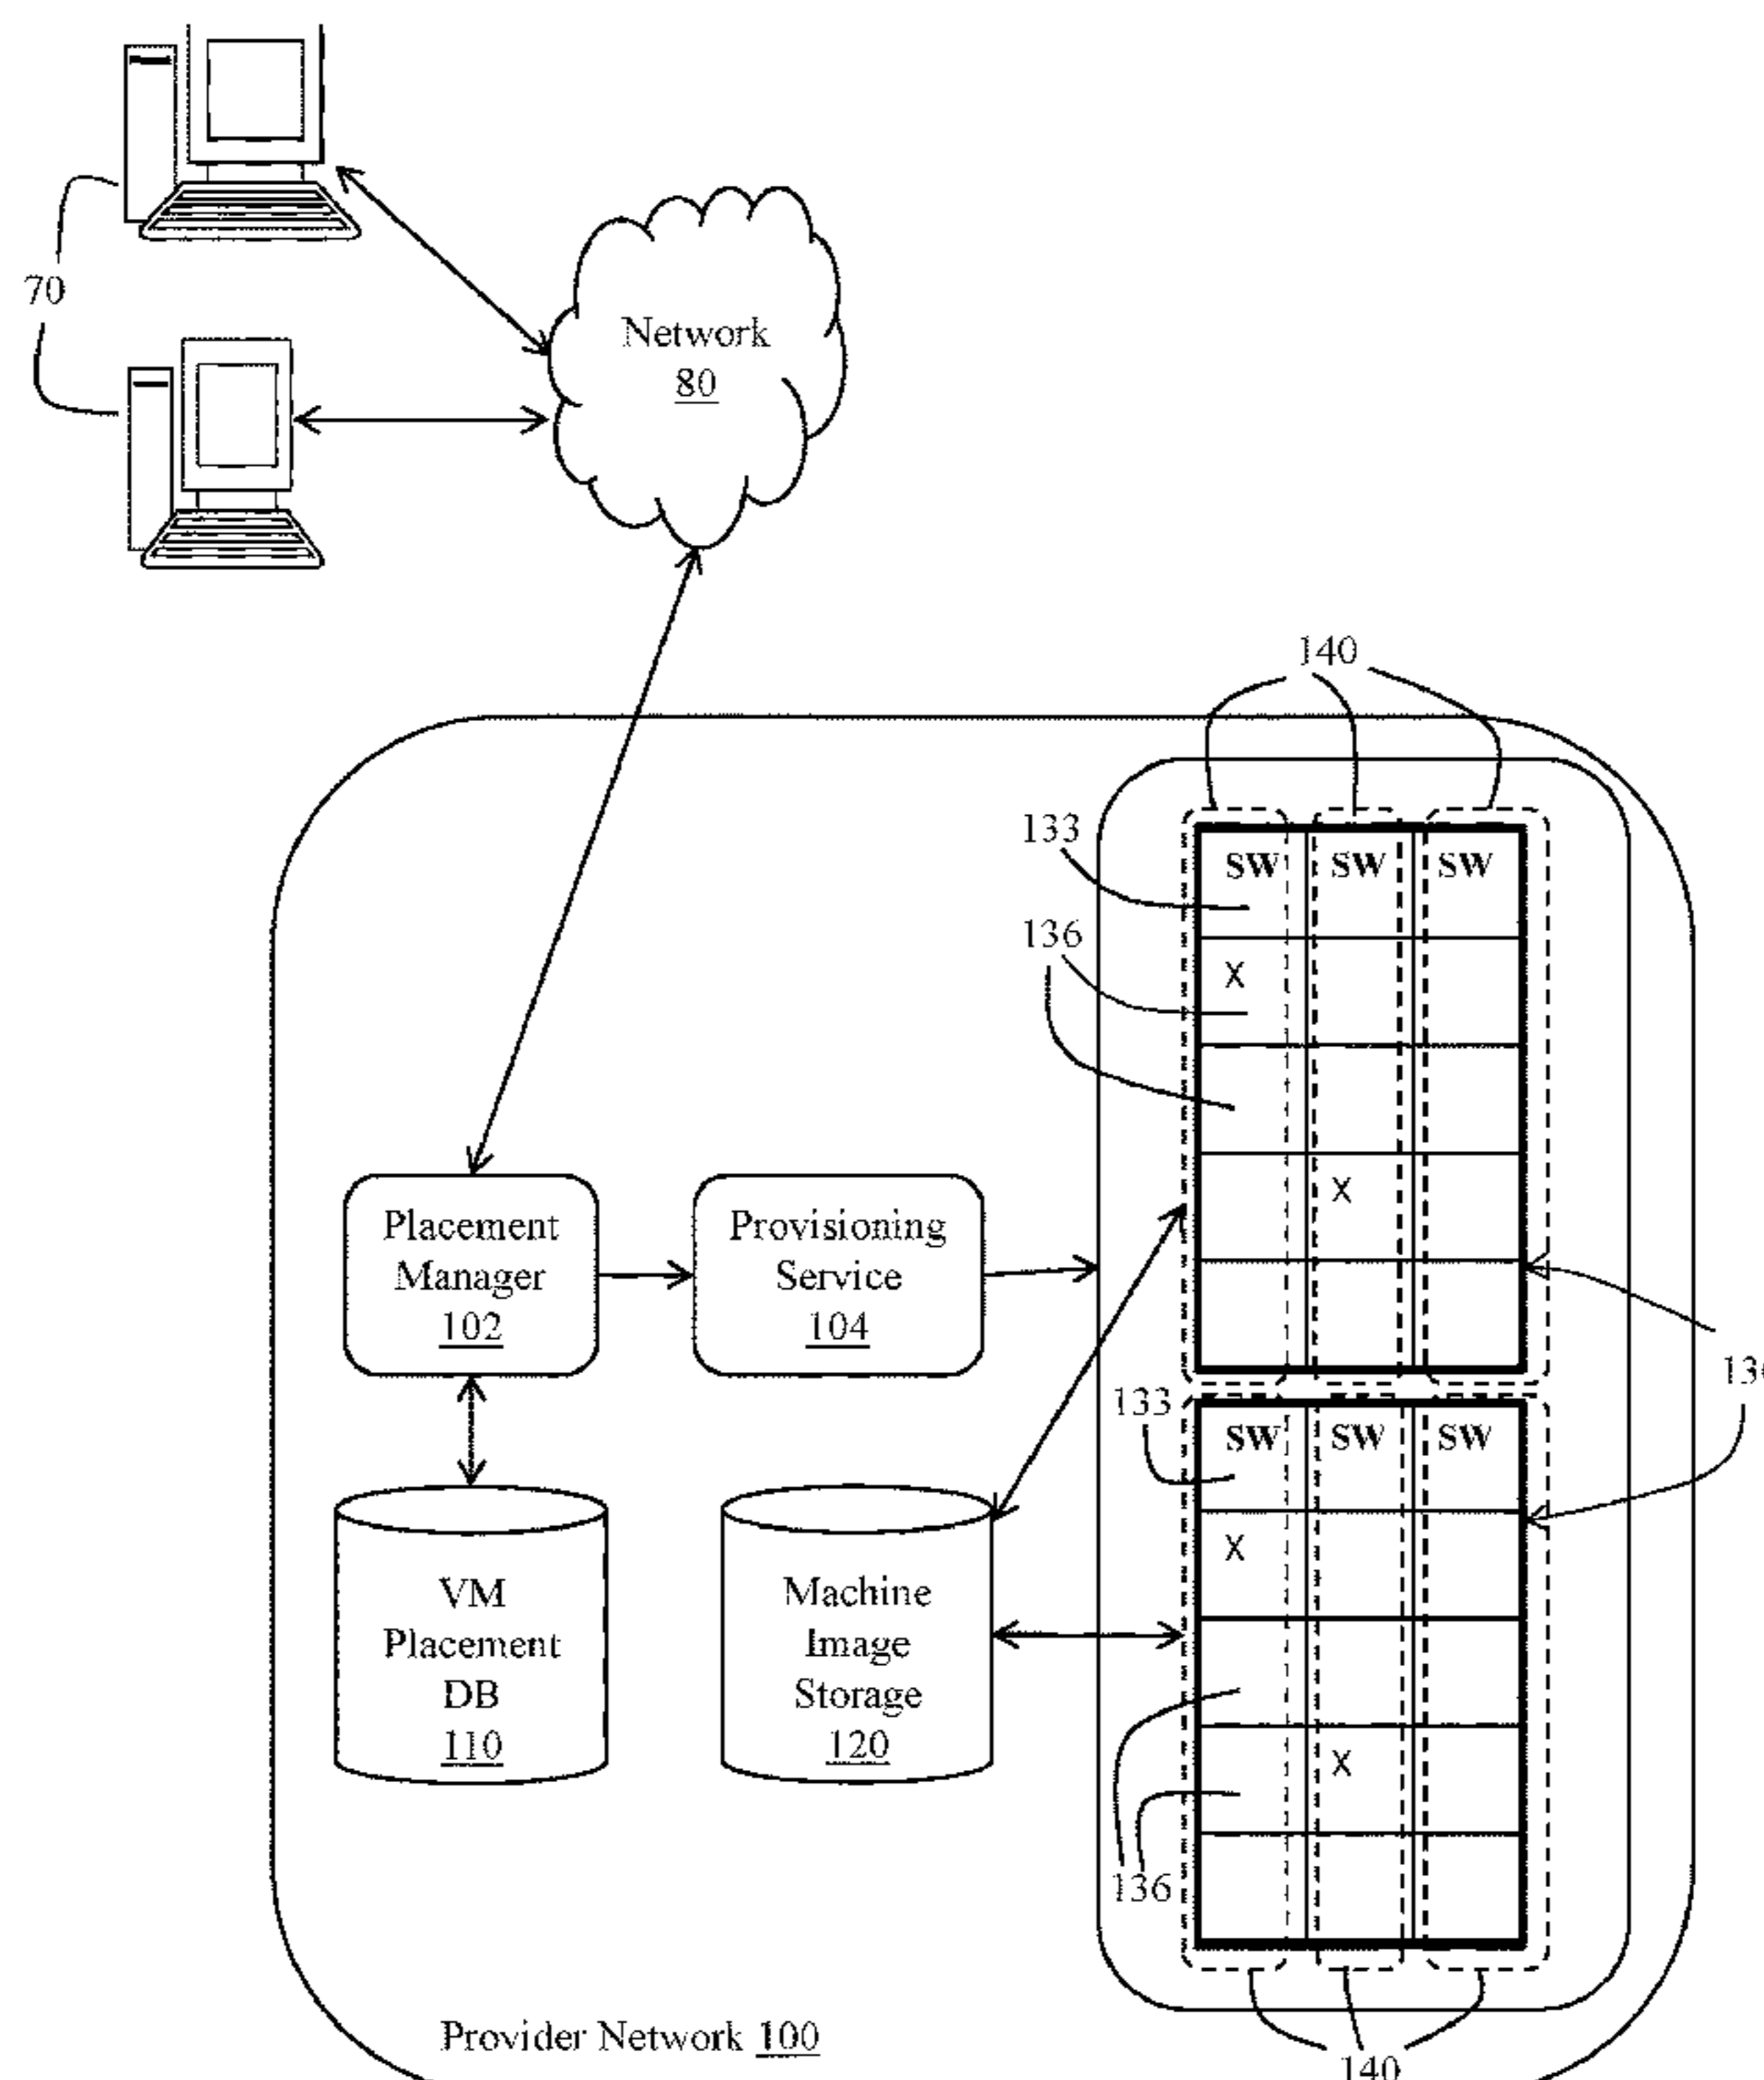 70
Network
80
140
133
SW SW SW
136
X
X
Placement
Manager
102
Provisioning
Service
104
133
SW SW SW
X
VM
Placement
DB
110
Machine
Image
Storage
120
X
136
Provider Network 100
140